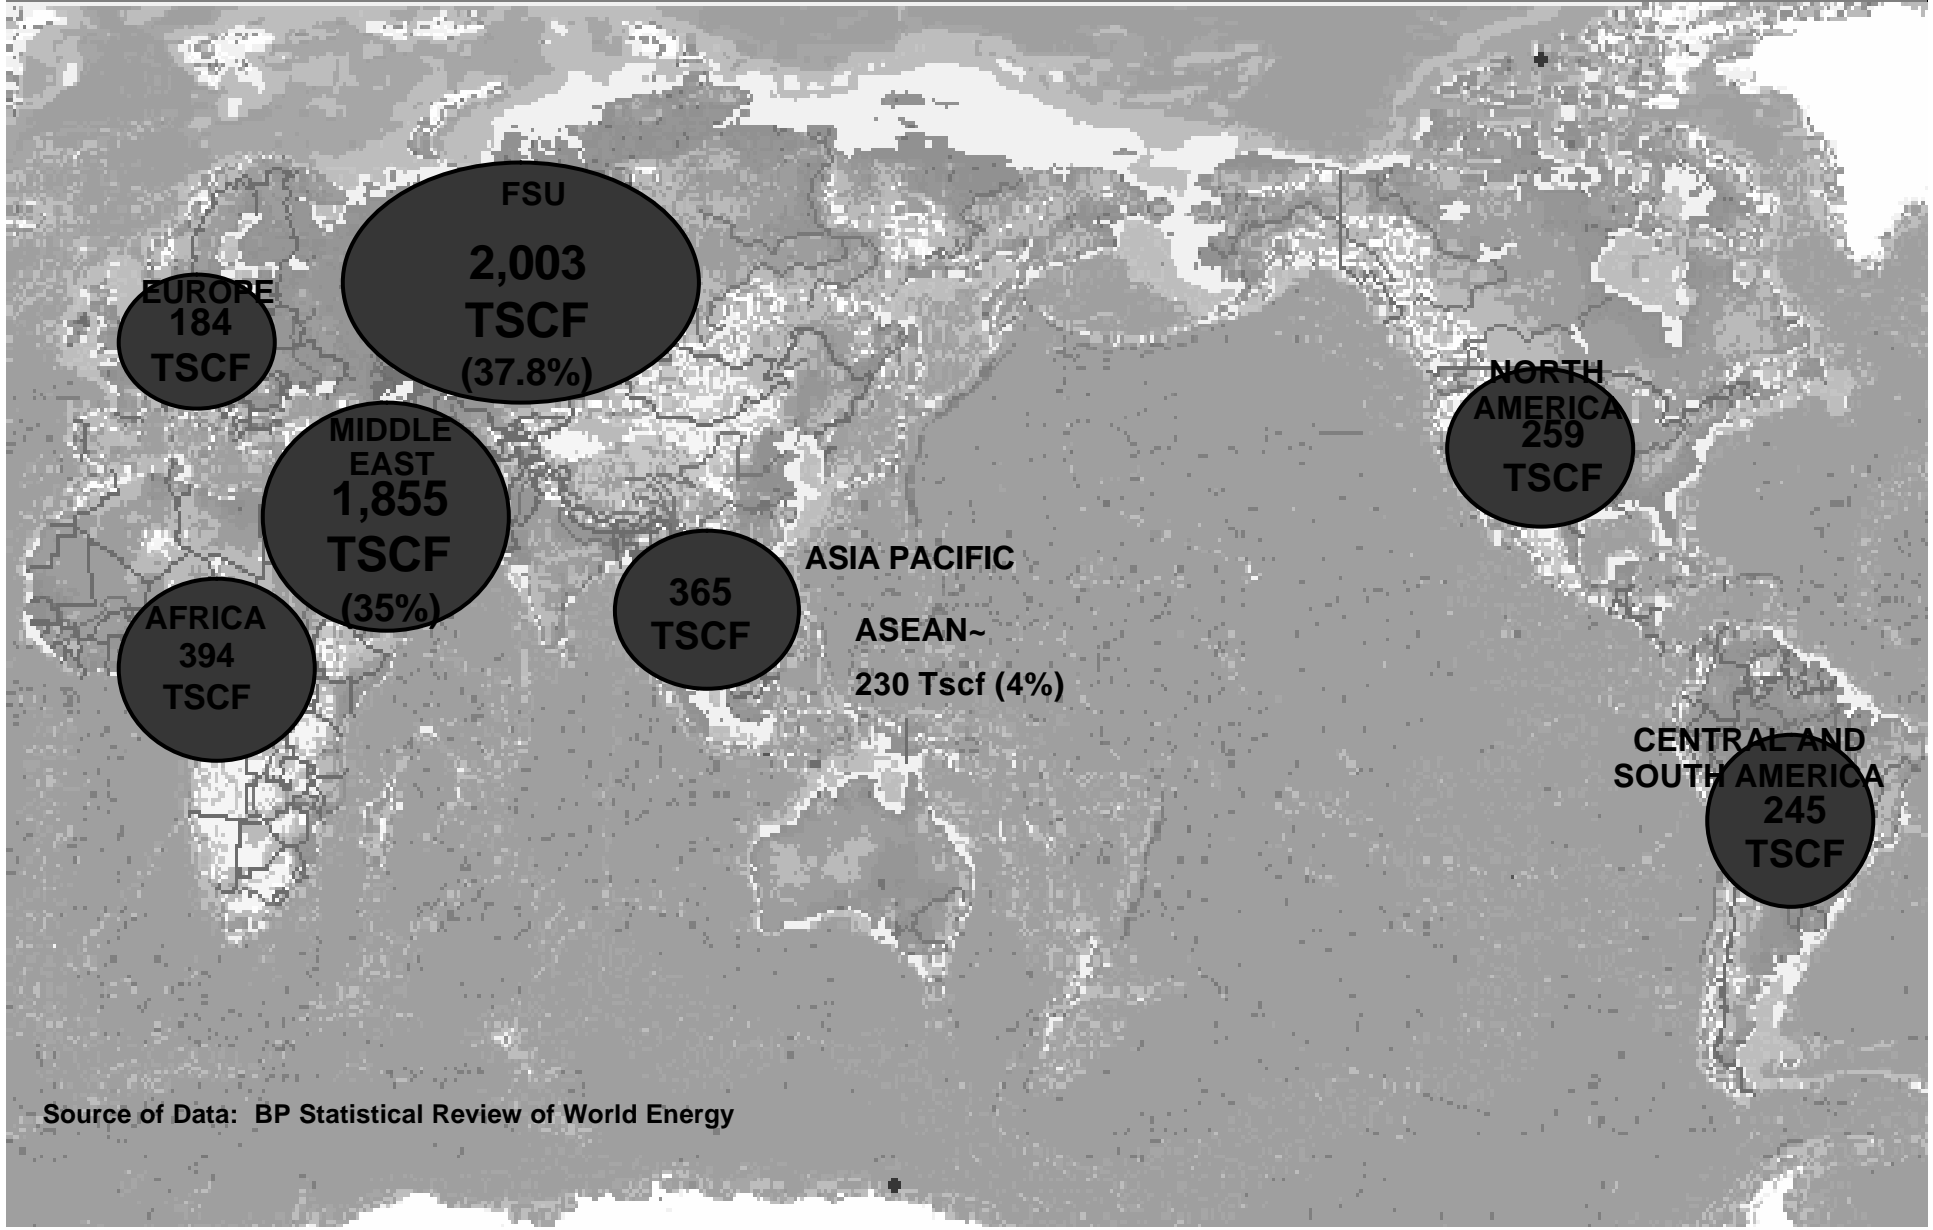 FSU
2,003
TSCF
(37.8%)
EUROPE
184
TSCF
MIDDLE
EAST
1,855
TSCF
(35%)
AFRICA
394
TSCF
365
TSCF
ASIA PACIFIC
ASEAN~
230 Tscf (4%)
NORTH
AMERICA
259
TSCF
CENTRAL AND
SOUTH AMERICA
245
TSCF
Source of Data: BP Statistical Review of World Energy